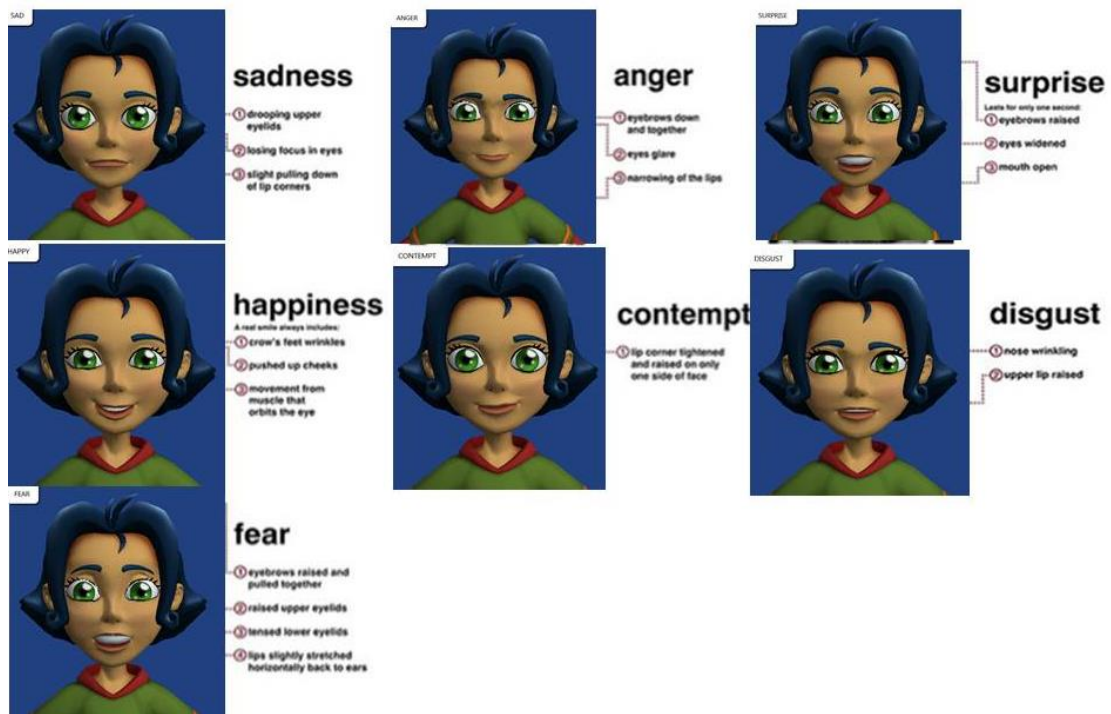 SAD
sadness
1 drooping upper
eyelids
2 losing focus in eyes
3 slight pulling down
of lip corners
ANGER
anger
1 eyebrows down
and together
2 eyes glare
3 narrowing of the lips
SURPRISE
surprise
Lasts for only one second:
1 eyebrows raised
2 eyes widened
3 mouth open
HAPPY
happiness
A real smile always includes:
1 crow's feet wrinkles
2 pushed up cheeks
3 movement from
muscle that
orbits the eye
CONTEMPT
contempt
1 lip corner tightened
and raised on only
one side of face
DISGUST
disgust
1 nose wrinkling
2 upper lip raised
FEAR
fear
1 eyebrows raised and
pulled together
2 raised upper eyelids
3 tensed lower eyelids
4 lips slightly stretched
horizontally back to ears